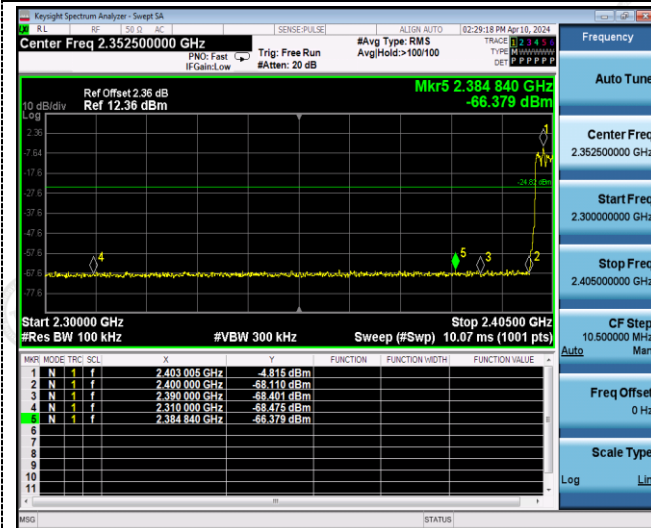 Keysight Spectrum Analyzer - Swept SA
RL RF 50 Ω AC SENSE:PULSE ALIGN AUTO 02:29:18 PM Apr 10, 2024
Center Freq 2.352500000 GHz
PNO: Fast
IFGain:Low
Trig: Free Run
#Atten: 20 dB
#Avg Type: RMS
Avg|Hold:>100/100
TRACE 1 2 3 4 5 6
TYPE M W W W W W
DET P P P P P P
Ref Offset 2.36 dB
Ref 12.36 dBm
10 dB/div
Log
Mkr5 2.384 840 GHz
-66.379 dBm
2.36
-7.64
-17.6
-27.6
-37.6
-47.6
-57.6
-67.6
-77.6
-24.82 dBm
1
2
3
4
5
Start 2.30000 GHz Stop 2.40500 GHz
#Res BW 100 kHz #VBW 300 kHz Sweep (#Swp) 10.07 ms (1001 pts)
MKR MODE TRC SCL X Y FUNCTION FUNCTION WIDTH FUNCTION VALUE
1 N 1 f 2.403 005 GHz -4.815 dBm
2 N 1 f 2.400 000 GHz -68.110 dBm
3 N 1 f 2.390 000 GHz -68.401 dBm
4 N 1 f 2.310 000 GHz -68.475 dBm
5 N 1 f 2.384 840 GHz -66.379 dBm
6
7
8
9
10
11
MSG STATUS
Frequency
Auto Tune
Center Freq
2.352500000 GHz
Start Freq
2.300000000 GHz
Stop Freq
2.405000000 GHz
CF Step
10.500000 MHz
Auto Man
Freq Offset
0 Hz
Scale Type
Log Lin